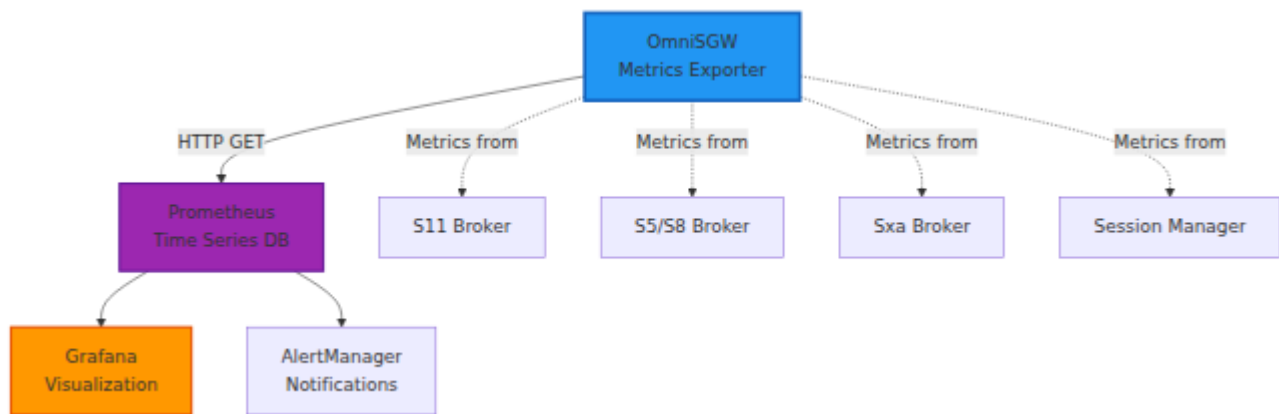 OmniSGW
Metrics Exporter
HTTP GET
Metrics from
Metrics from
Metrics from
Metrics from
Prometheus
Time Series DB
S11 Broker
S5/S8 Broker
Sxa Broker
Session Manager
Grafana
Visualization
AlertManager
Notifications